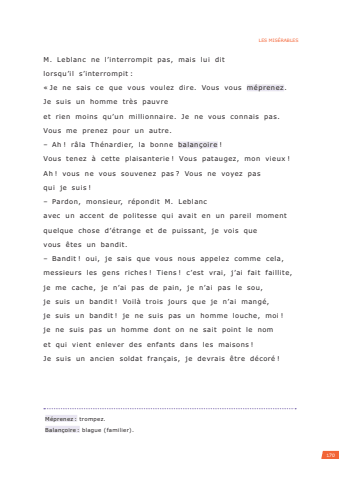 LES MISÉRABLES
M. Leblanc ne l’interrompit pas, mais lui dit
lorsqu’il s’interrompit :
« Je ne sais ce que vous voulez dire. Vous vous méprenez.
Je suis un homme très pauvre
et rien moins qu’un millionnaire. Je ne vous connais pas.
Vous me prenez pour un autre.
– Ah ! râla Thénardier, la bonne balançoire !
Vous tenez à cette plaisanterie ! Vous pataugez, mon vieux !
Ah ! vous ne vous souvenez pas ? Vous ne voyez pas
qui je suis !
– Pardon, monsieur, répondit M. Leblanc
avec un accent de politesse qui avait en un pareil moment
quelque chose d’étrange et de puissant, je vois que
vous êtes un bandit.
– Bandit ! oui, je sais que vous nous appelez comme cela,
messieurs les gens riches ! Tiens ! c’est vrai, j’ai fait faillite,
je me cache, je n’ai pas de pain, je n’ai pas le sou,
je suis un bandit ! Voilà trois jours que je n’ai mangé,
je suis un bandit ! Je ne suis pas un homme louche, moi !
je ne suis pas un homme dont on ne sait point le nom
et qui vient enlever des enfants dans les maisons !
Je suis un ancien soldat français, je devrais être décoré !
Méprenez : trompez.
Balançoire : blague (familier).
170